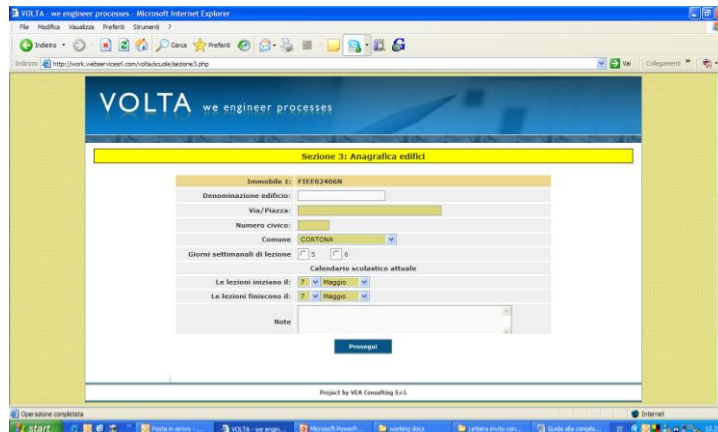 VOLTA - we engineer processes - Microsoft Internet Explorer
File Modifica Visualizza Preferiti Strumenti ?
Indietro Cerca Preferiti
Indirizzo http://work.webservicesrl.com/volta/scuole/sezione3.php Vai Collegamenti
VOLTA we engineer processes
Sezione 3: Anagrafica edifici
Immobile 1: FIEE02406N
Denominazione edificio:
Via/Piazza:
Numero civico:
Comune CORTONA
Giorni settimanali di lezione 5 6
Calendario scolastico attuale
Le lezioni iniziano il: 7 Maggio
Le lezioni finiscono il: 7 Maggio
Note
Prosegui
Project by VEA Consulting S.r.l.
Operazione completata Internet
start Posta in arrivo - ... VOLTA - we engin... Microsoft PowerP... working docs Lettera invito con... Guida alla compila... IT